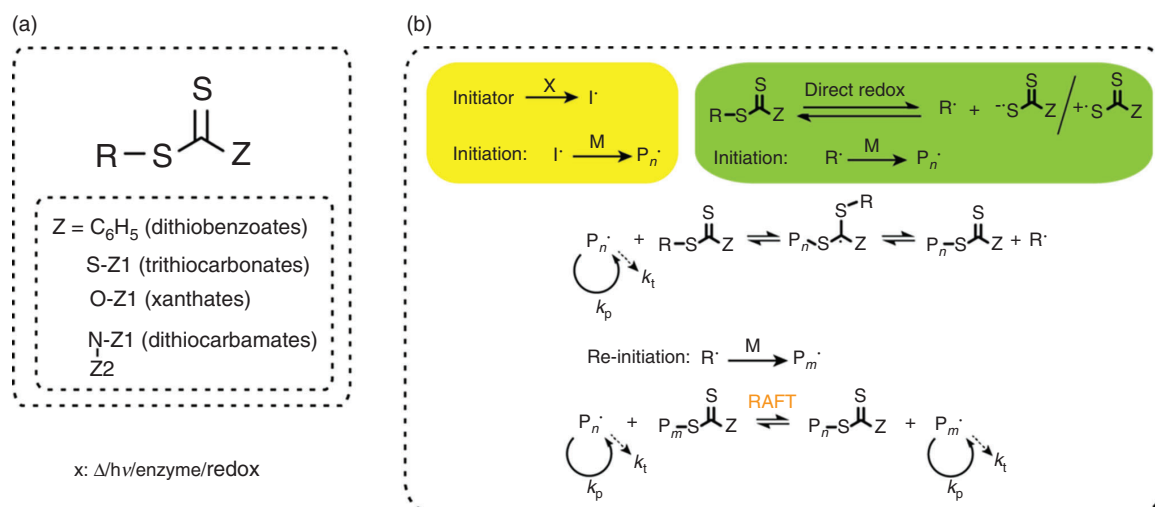 (a)
S
R–S Z
Z = C₆H₅ (dithiobenzoates)
S-Z1 (trithiocarbonates)
O-Z1 (xanthates)
N-Z1 (dithiocarbamates)
Z2
x: Δ/hν/enzyme/redox
(b)
Initiator X I·
Initiation: I· M Pₙ·
S S S
R–S Z Direct redox R· + -·S Z / +·S Z
Initiation: R· M Pₙ·
S S–R S
Pₙ· + R–S Z ⇌ Pₙ–S · Z ⇌ Pₙ–S Z + R·
kₜ
kₚ
Re-initiation: R· M Pₘ·
S RAFT S
Pₙ· + Pₘ–S Z ⇌ Pₙ–S Z + Pₘ·
kₜ kₜ
kₚ kₚ